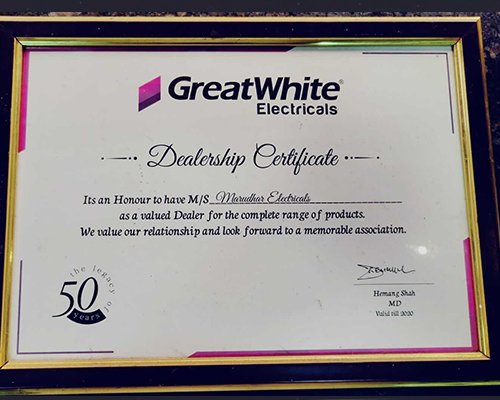 GreatWhite®
Electricals
Dealership Certificate
Its an Honour to have M/S Marudhar Electricals
as a valued Dealer for the complete range of products.
We value our relationship and look forward to a memorable association.
the legacy of
50
years
Hemang Shah
MD
Valid till 2020